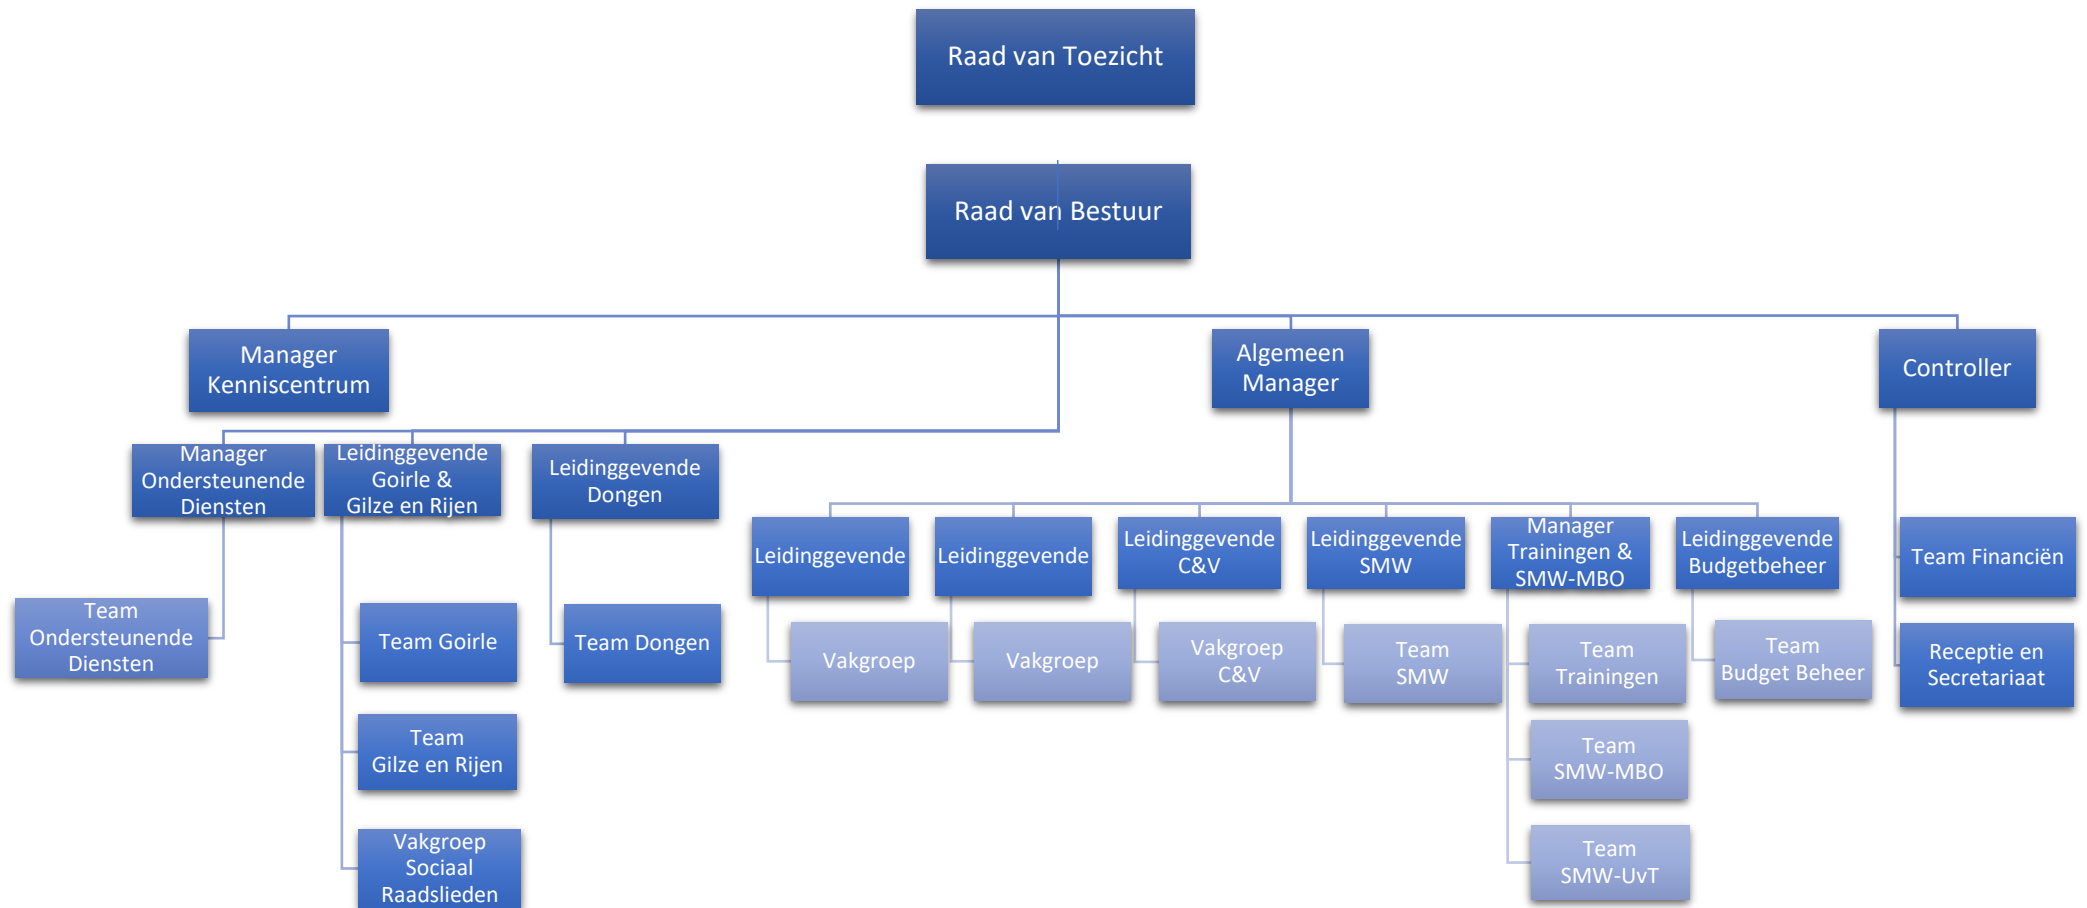 Raad van Toezicht
Raad van Bestuur
Manager
Kenniscentrum
Algemeen
Manager
Controller
Manager
Ondersteunende
Diensten
Leidinggevende
Goirle &
Gilze en Rijen
Leidinggevende
Dongen
Leidinggevende
Leidinggevende
Leidinggevende
C&V
Leidinggevende
SMW
Manager
Trainingen &
SMW-MBO
Leidinggevende
Budgetbeheer
Team Financiën
Team
Ondersteunende
Diensten
Team Goirle
Team Dongen
Vakgroep
Vakgroep
Vakgroep
C&V
Team
SMW
Team
Trainingen
Team
Budget Beheer
Receptie en
Secretariaat
Team
Gilze en Rijen
Team
SMW-MBO
Vakgroep
Sociaal
Raadslieden
Team
SMW-UvT